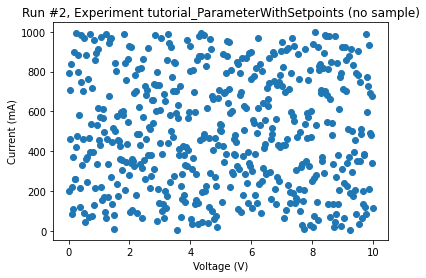 Run #2, Experiment tutorial_ParameterWithSetpoints (no sample)
1000
800
600
400
200
0
Current (mA)
0 2 4 6 8 10
Voltage (V)